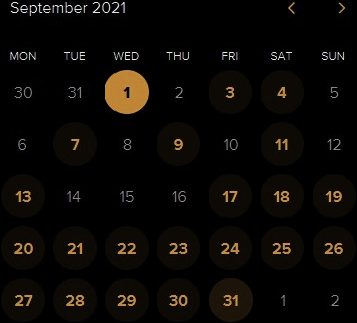 September 2021
MON TUE WED THU FRI SAT SUN
30 31 1 2 3 4 5
6 7 8 9 10 11 12
13 14 15 16 17 18 19
20 21 22 23 24 25 26
27 28 29 30 31 1 2